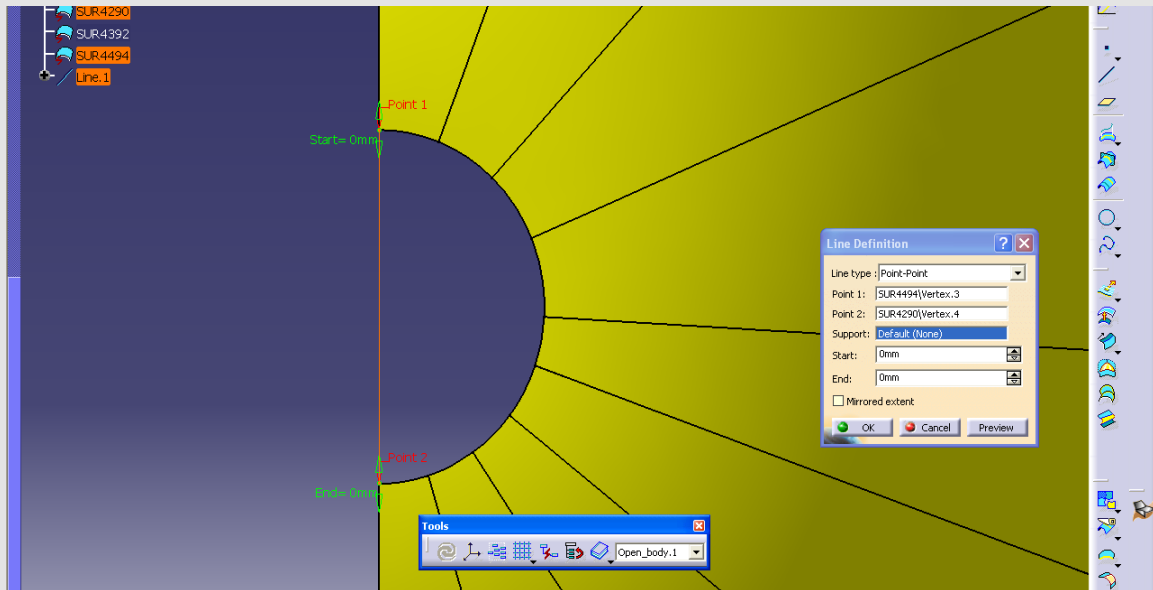 SUR4290
SUR4392
SUR4494
Line.1
Point 1
Start= 0mm
Line Definition
Line type : Point-Point
Point 1: SUR4494\Vertex.3
Point 2: SUR4290\Vertex.4
Support: Default (None)
Start: 0mm
End: 0mm
Mirrored extent
OK Cancel Preview
Point 2
End= 0mm
Tools
Open_body.1